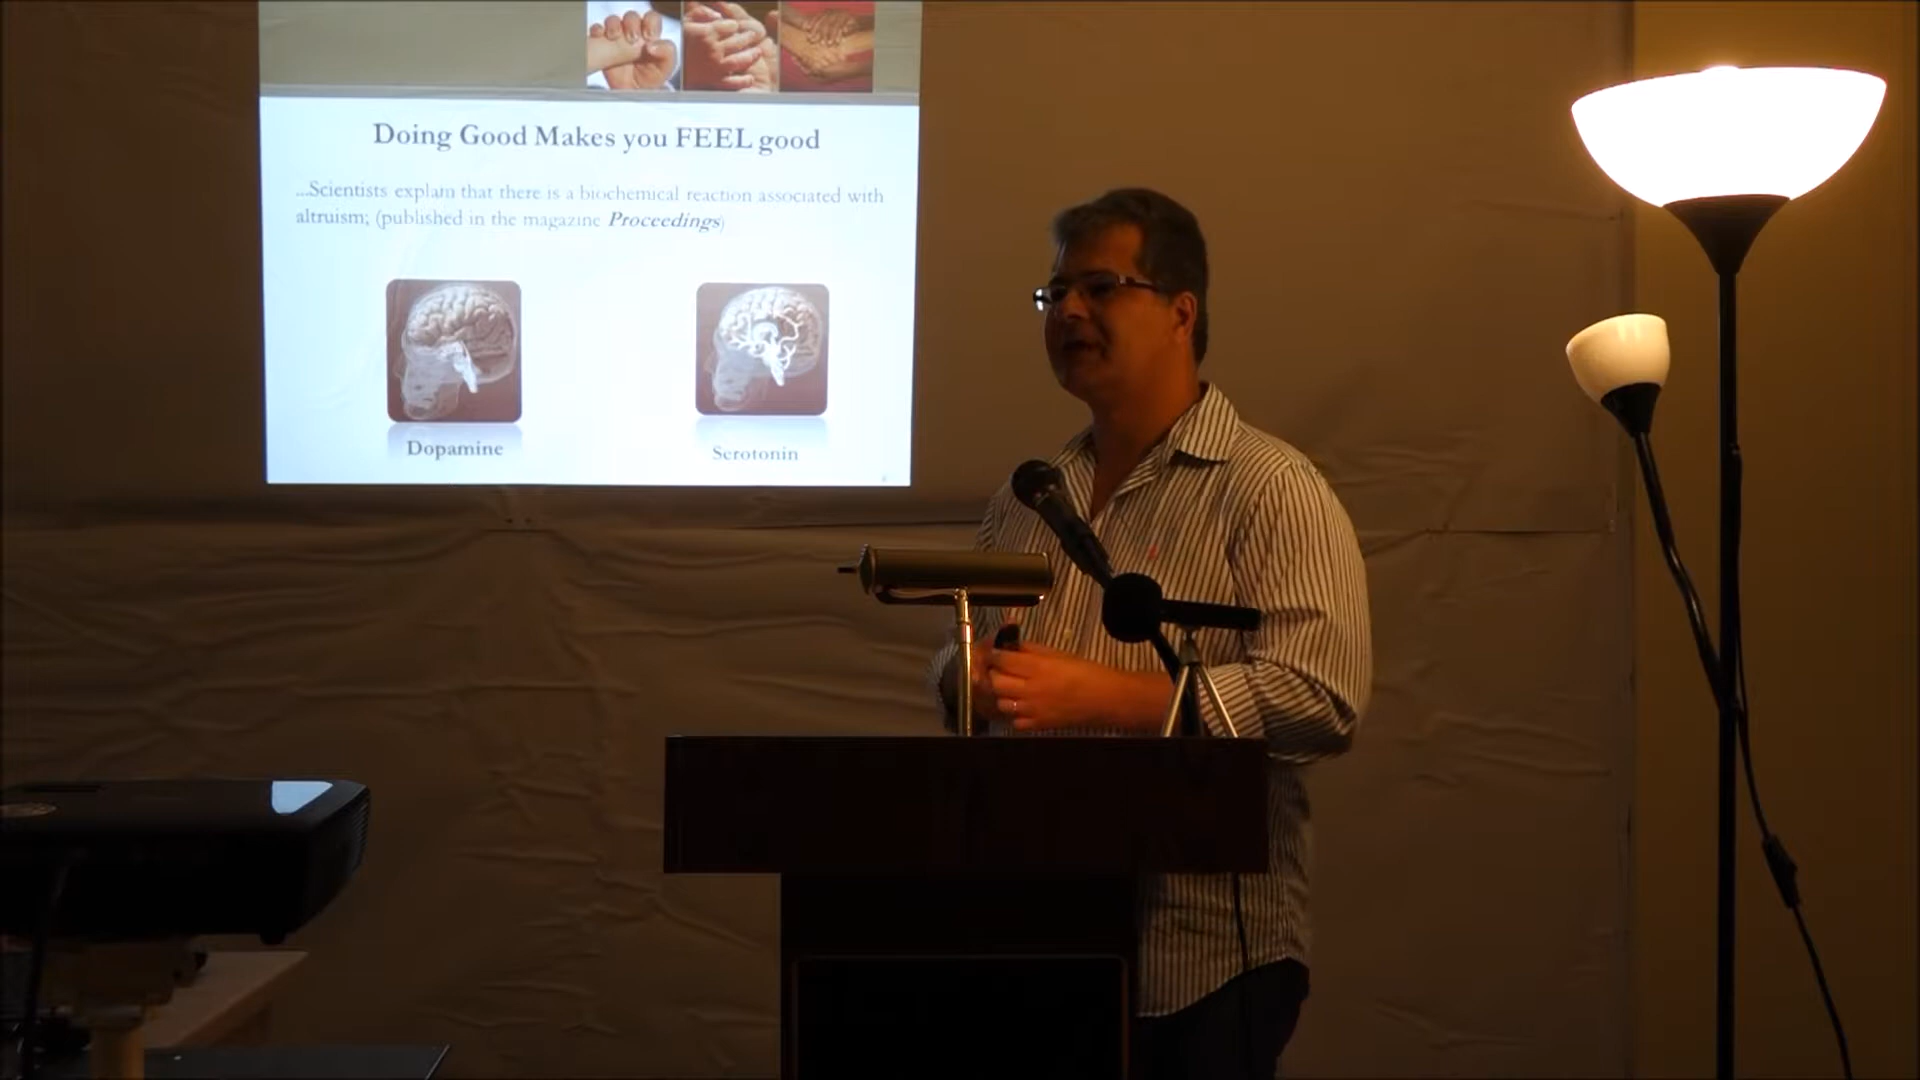 Doing Good Makes you FEEL good
...Scientists explain that there is a biochemical reaction associated with
altruism; (published in the magazine Proceedings)
Dopamine
Serotonin